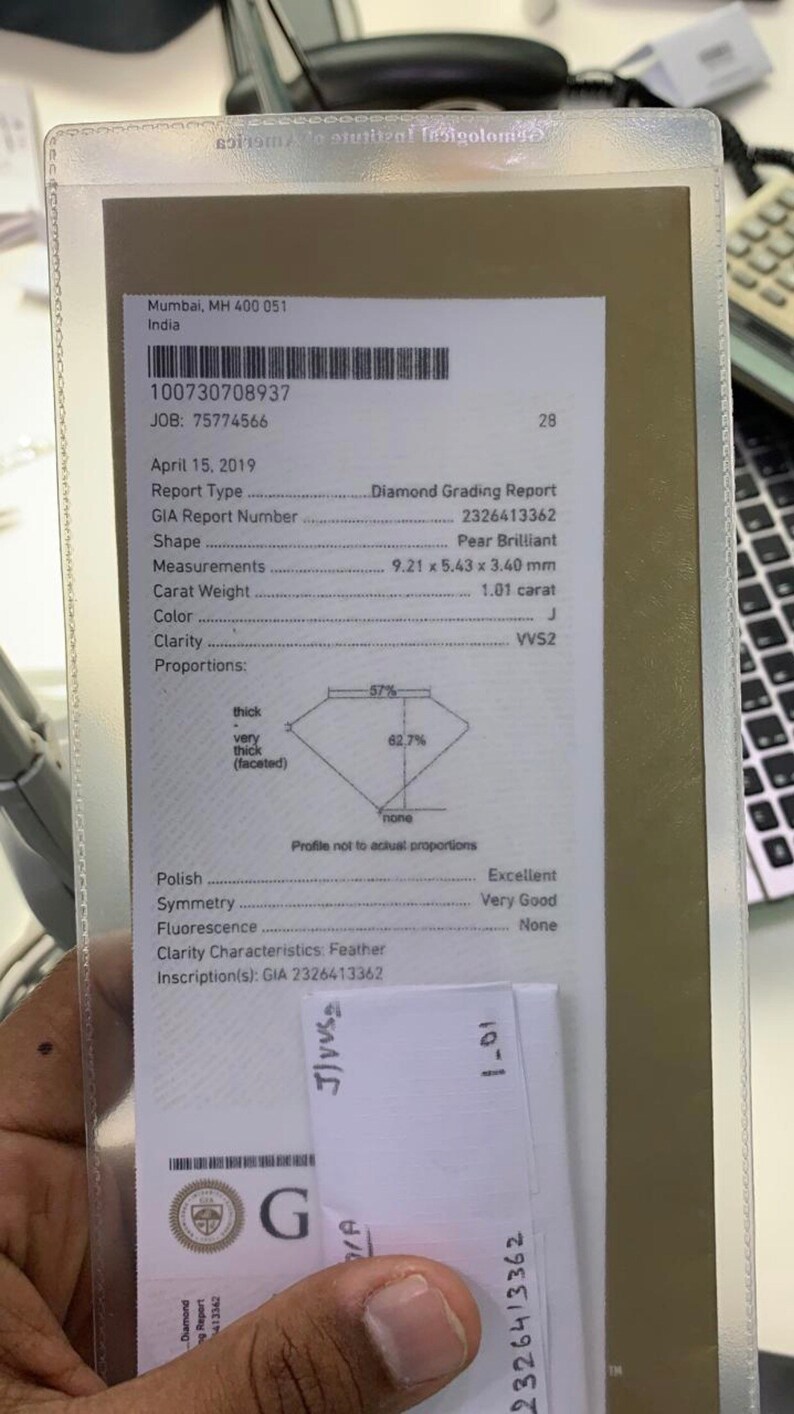 Gemological Institute of America
Mumbai, MH 400 051
India
100730708937
JOB: 75774566 28
April 15, 2019
Report Type Diamond Grading Report
GIA Report Number 2326413362
Shape Pear Brilliant
Measurements 9.21 x 5.43 x 3.40 mm
Carat Weight 1.01 carat
Color J
Clarity VVS2
Proportions:
57%
thick
-
very
thick
(faceted)
62.7%
none
Profile not to actual proportions
Polish Excellent
Symmetry Very Good
Fluorescence None
Clarity Characteristics: Feather
Inscription(s): GIA 2326413362
J/VVS2
1-01
2326413362
G
Diamond
Report
TM